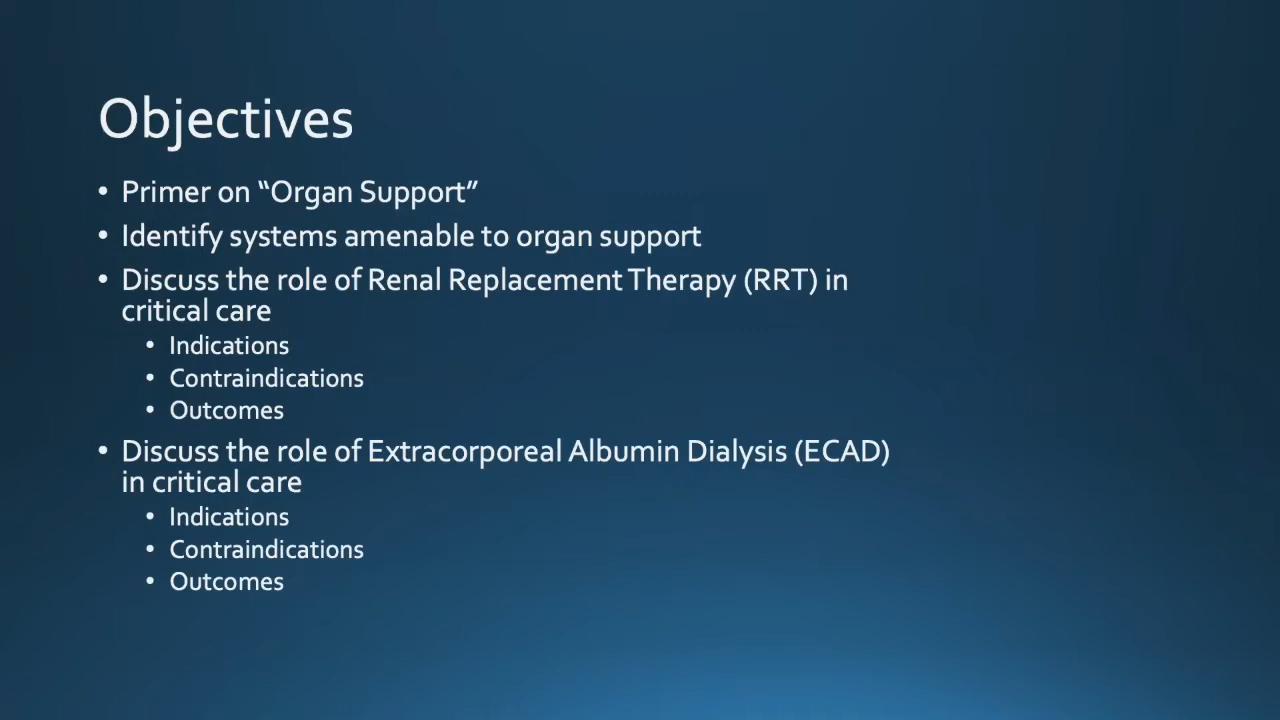 Objectives
• Primer on “Organ Support”
• Identify systems amenable to organ support
• Discuss the role of Renal Replacement Therapy (RRT) in
critical care
• Indications
• Contraindications
• Outcomes
• Discuss the role of Extracorporeal Albumin Dialysis (ECAD)
in critical care
• Indications
• Contraindications
• Outcomes